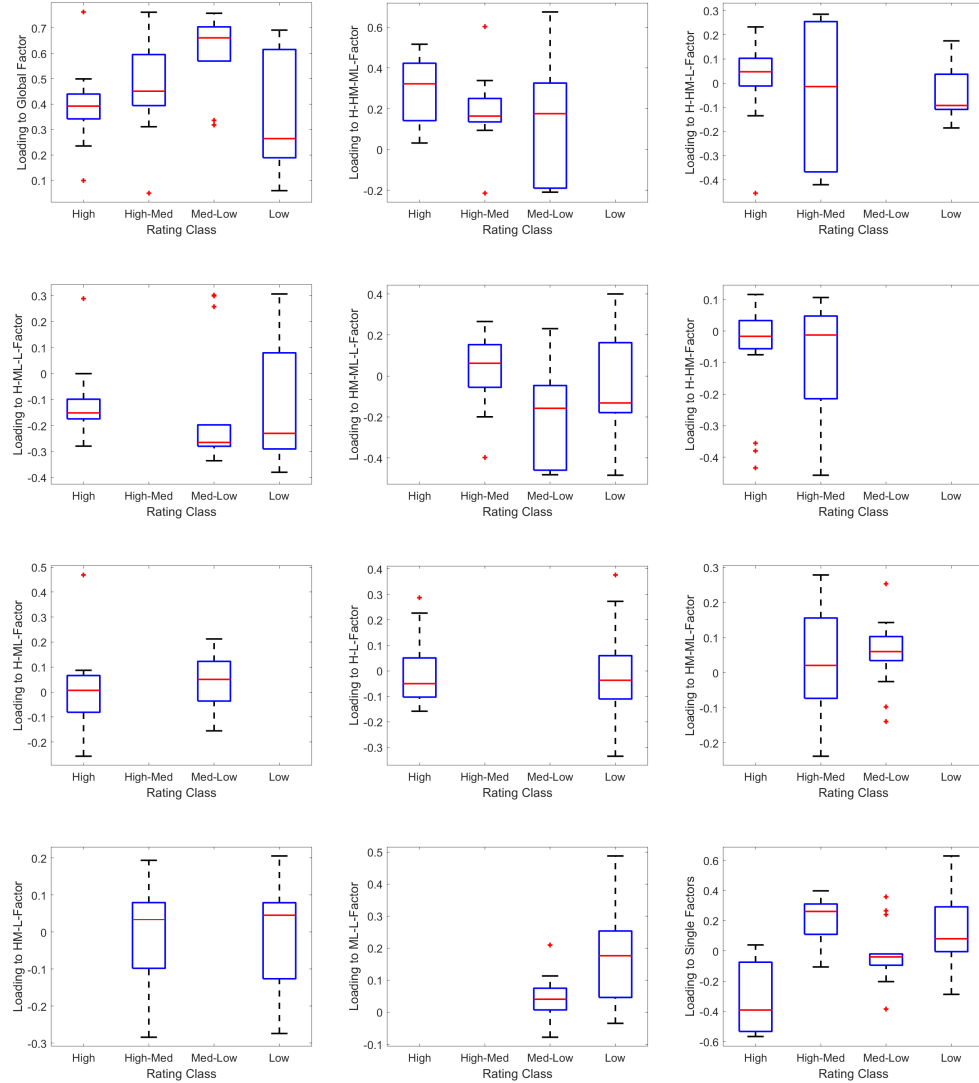 Loading to Global Factor
0.7
0.6
0.5
0.4
0.3
0.2
0.1
High High-Med Med-Low Low
Rating Class
Loading to H-HM-ML-Factor
0.6
0.4
0.2
0
-0.2
High High-Med Med-Low Low
Rating Class
Loading to H-HM-L-Factor
0.3
0.2
0.1
0
-0.1
-0.2
-0.3
-0.4
High High-Med Med-Low Low
Rating Class
Loading to H-ML-L-Factor
0.3
0.2
0.1
0
-0.1
-0.2
-0.3
-0.4
High High-Med Med-Low Low
Rating Class
Loading to HM-ML-L-Factor
0.4
0.2
0
-0.2
-0.4
High High-Med Med-Low Low
Rating Class
Loading to H-HM-Factor
0.1
0
-0.1
-0.2
-0.3
-0.4
High High-Med Med-Low Low
Rating Class
Loading to H-ML-Factor
0.5
0.4
0.3
0.2
0.1
0
-0.1
-0.2
High High-Med Med-Low Low
Rating Class
Loading to H-L-Factor
0.4
0.3
0.2
0.1
0
-0.1
-0.2
-0.3
High High-Med Med-Low Low
Rating Class
Loading to HM-ML-Factor
0.3
0.2
0.1
0
-0.1
-0.2
High High-Med Med-Low Low
Rating Class
Loading to HM-L-Factor
0.2
0.1
0
-0.1
-0.2
-0.3
High High-Med Med-Low Low
Rating Class
Loading to ML-L-Factor
0.5
0.4
0.3
0.2
0.1
0
-0.1
High High-Med Med-Low Low
Rating Class
Loading to Single Factors
0.6
0.4
0.2
0
-0.2
-0.4
-0.6
High High-Med Med-Low Low
Rating Class